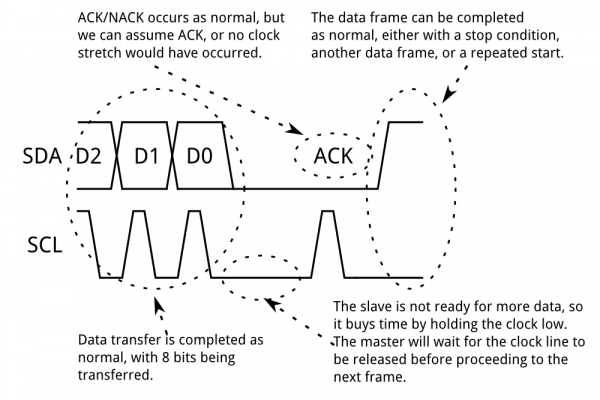 ACK/NACK occurs as normal, but
we can assume ACK, or no clock
stretch would have occurred.
The data frame can be completed
as normal, either with a stop condition,
another data frame, or a repeated start.
SDA D2 D1 D0 ACK
SCL
Data transfer is completed as
normal, with 8 bits being
transferred.
The slave is not ready for more data, so
it buys time by holding the clock low.
The master will wait for the clock line to
be released before proceeding to the
next frame.